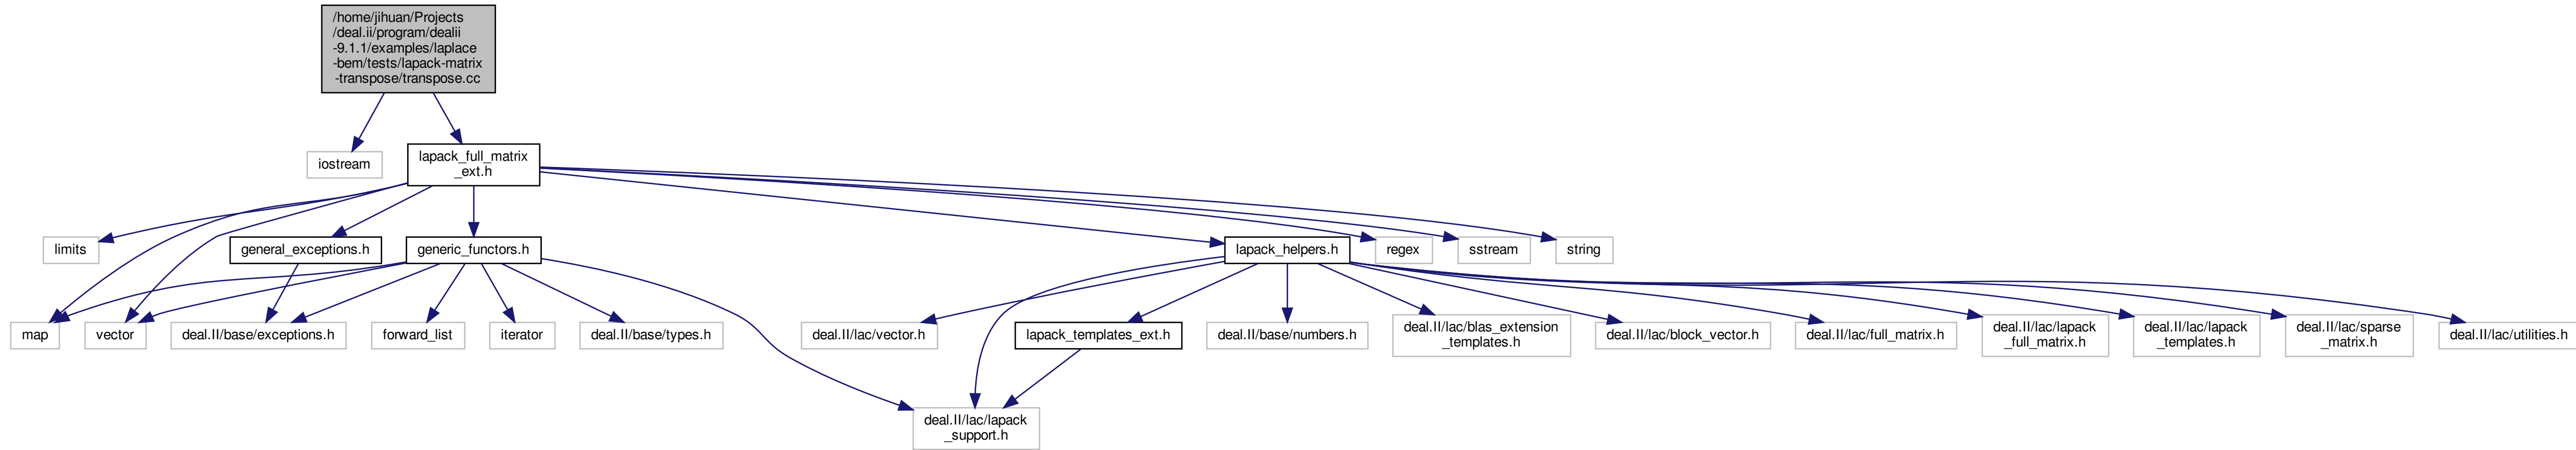 /home/jihuan/Projects
/deal.ii/program/dealii
-9.1.1/examples/laplace
-bem/tests/lapack-matrix
-transpose/transpose.cc
iostream
lapack_full_matrix
_ext.h
limits
general_exceptions.h
generic_functors.h
lapack_helpers.h
regex
sstream
string
map
vector
deal.II/base/exceptions.h
forward_list
iterator
deal.II/base/types.h
deal.II/lac/vector.h
lapack_templates_ext.h
deal.II/base/numbers.h
deal.II/lac/blas_extension
_templates.h
deal.II/lac/block_vector.h
deal.II/lac/full_matrix.h
deal.II/lac/lapack
_full_matrix.h
deal.II/lac/lapack
_templates.h
deal.II/lac/sparse
_matrix.h
deal.II/lac/utilities.h
deal.II/lac/lapack
_support.h